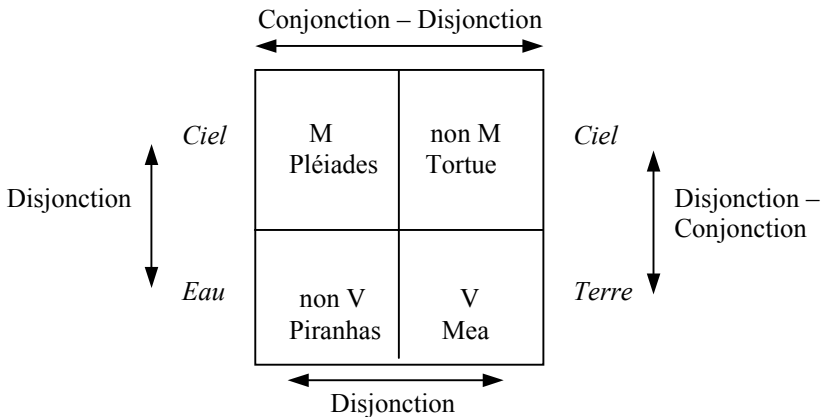 Conjonction – Disjonction
Ciel
M
Pléiades
non M
Tortue
Ciel
Disjonction
Disjonction –
Conjonction
Eau
non V
Piranhas
V
Mea
Terre
Disjonction